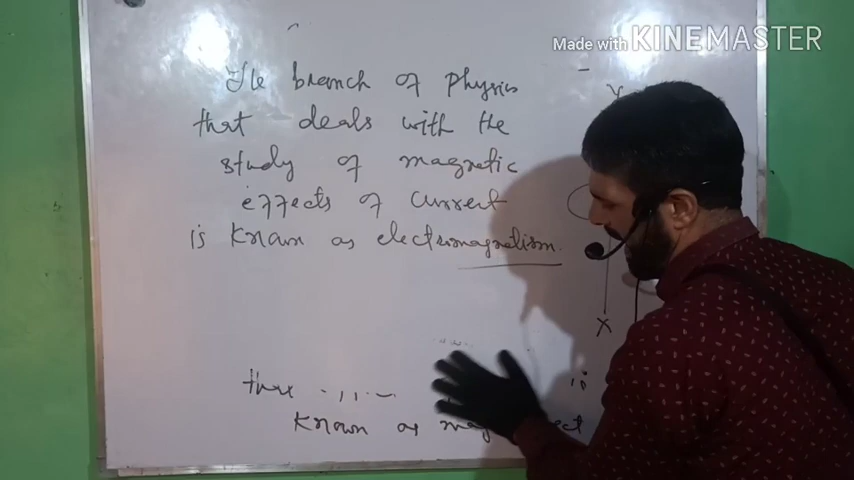 Made with KINEMASTER
The branch of physics
that deals with the
study of magnetic
effects of current
is known as electromagnetism.
X
is
Known as